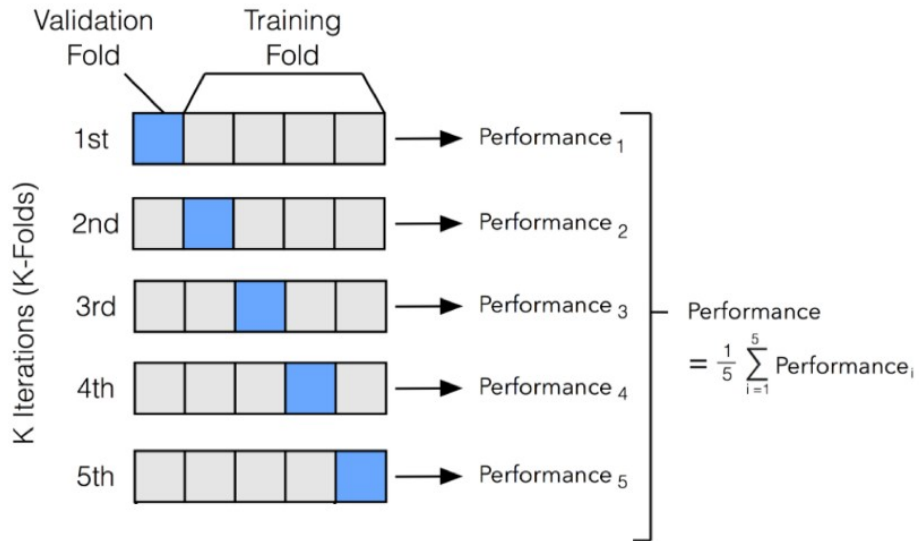 Validation
Fold
Training
Fold
K Iterations (K-Folds)
1st
Performance 1
2nd
Performance 2
3rd
Performance 3
4th
Performance 4
5th
Performance 5
Performance
= 1/5 5∑i=1 Performance i